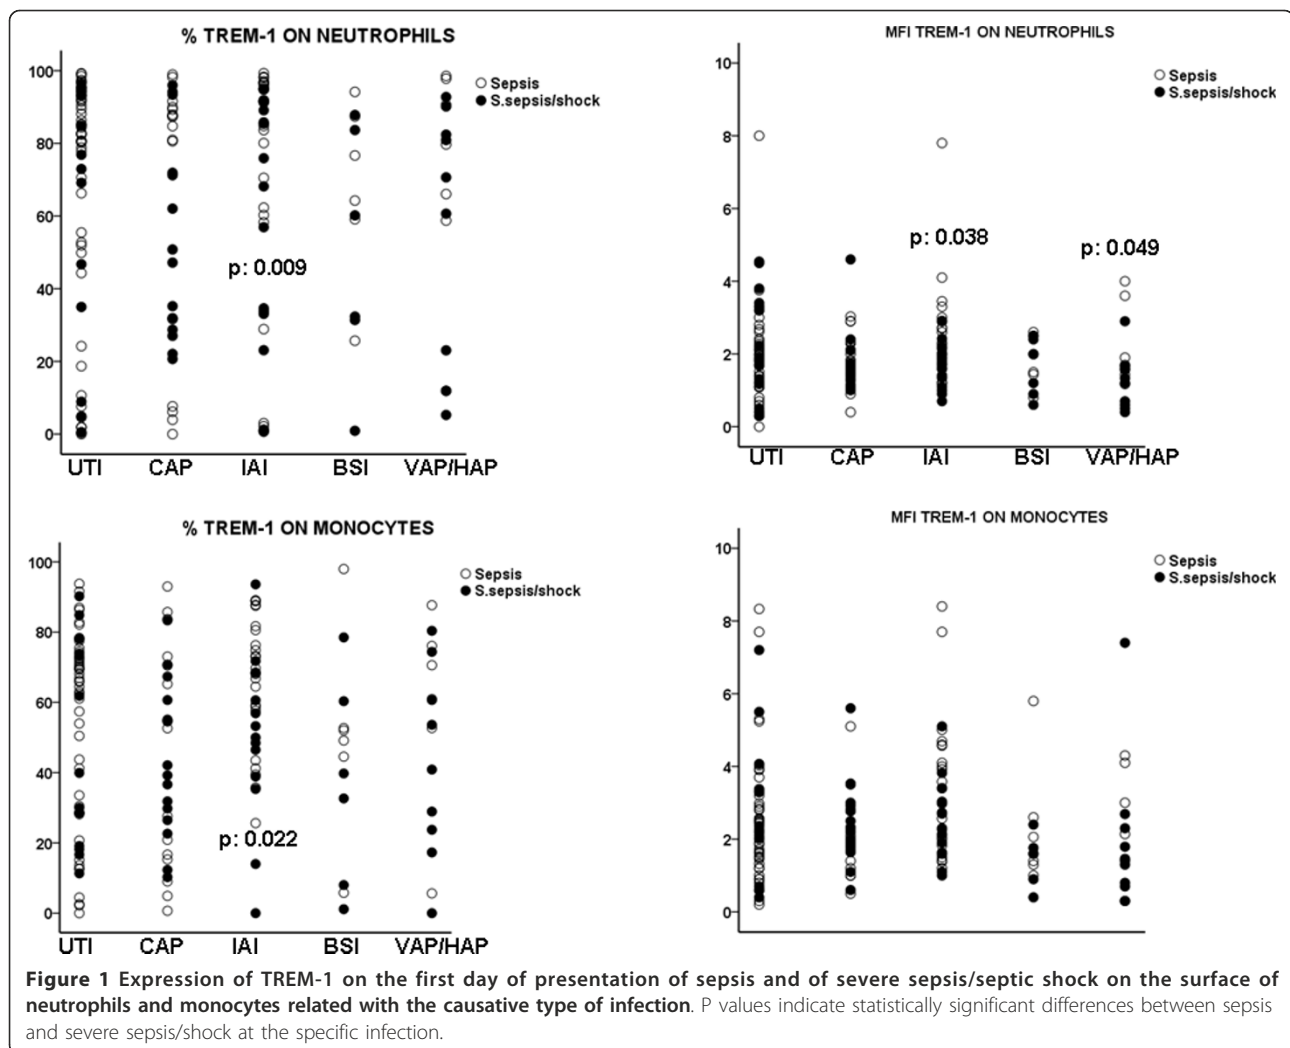 % TREM-1 ON NEUTROPHILS
100
80
60
40
20
0
Sepsis
S.sepsis/shock
p: 0.009
UTI CAP IAI BSI VAP/HAP
MFI TREM-1 ON NEUTROPHILS
10
8
6
4
2
0
Sepsis
S.sepsis/shock
p: 0.038
p: 0.049
UTI CAP IAI BSI VAP/HAP
% TREM-1 ON MONOCYTES
100
80
60
40
20
0
Sepsis
S.sepsis/shock
p: 0.022
UTI CAP IAI BSI VAP/HAP
MFI TREM-1 ON MONOCYTES
10
8
6
4
2
0
Sepsis
S.sepsis/shock
Figure 1 Expression of TREM-1 on the first day of presentation of sepsis and of severe sepsis/septic shock on the surface of
neutrophils and monocytes related with the causative type of infection. P values indicate statistically significant differences between sepsis
and severe sepsis/shock at the specific infection.